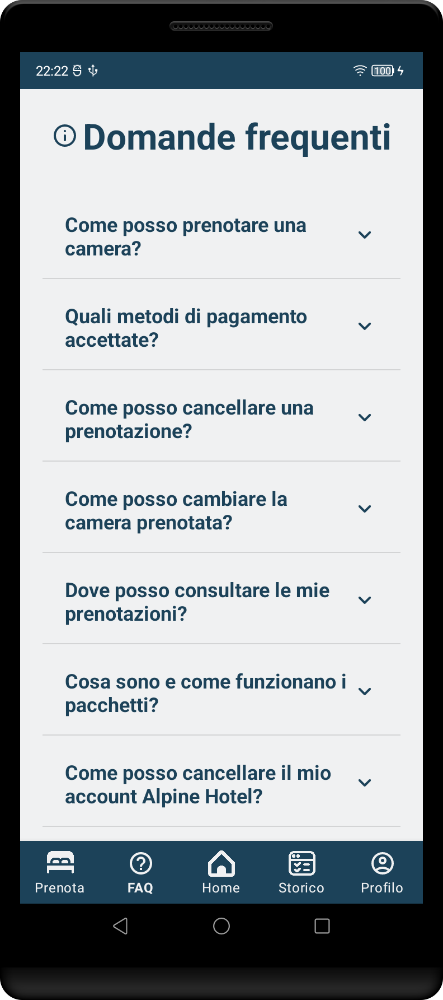 22:22
100
Domande frequenti
Come posso prenotare una
camera?
Quali metodi di pagamento
accettate?
Come posso cancellare una
prenotazione?
Come posso cambiare la
camera prenotata?
Dove posso consultare le mie
prenotazioni?
Cosa sono e come funzionano i
pacchetti?
Come posso cancellare il mio
account Alpine Hotel?
Prenota
FAQ
Home
Storico
Profilo